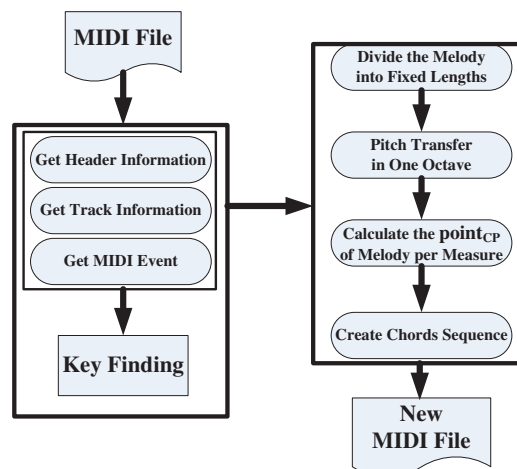 MIDI File
Get Header Information
Get Track Information
Get MIDI Event
Key Finding
Divide the Melody
into Fixed Lengths
Pitch Transfer
in One Octave
Calculate the pointCP
of Melody per Measure
Create Chords Sequence
New
MIDI File